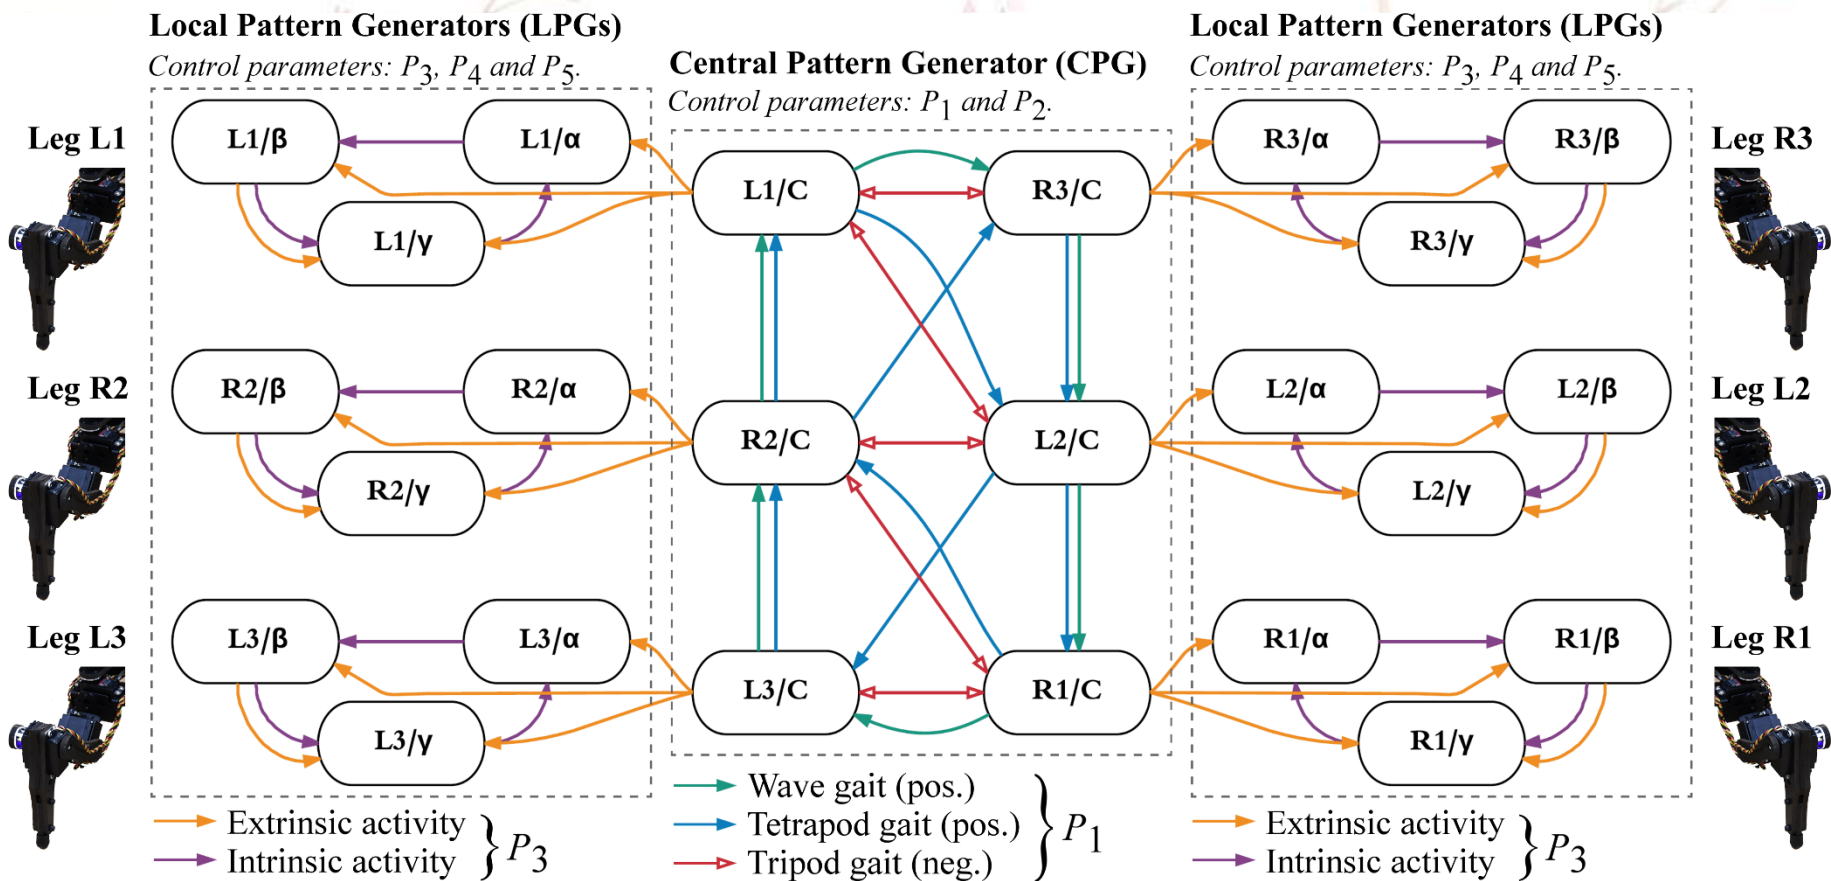 Local Pattern Generators (LPGs)
Control parameters: P3, P4 and P5.
Central Pattern Generator (CPG)
Control parameters: P1 and P2.
Local Pattern Generators (LPGs)
Control parameters: P3, P4 and P5.
Leg L1
L1/β
L1/α
L1/γ
L1/C
R3/C
R3/α
R3/β
R3/γ
Leg R3
Leg R2
R2/β
R2/α
R2/γ
R2/C
L2/C
L2/α
L2/β
L2/γ
Leg L2
Leg L3
L3/β
L3/α
L3/γ
L3/C
R1/C
R1/α
R1/β
R1/γ
Leg R1
Extrinsic activity
Intrinsic activity
P3
Wave gait (pos.)
Tetrapod gait (pos.)
Tripod gait (neg.)
P1
Extrinsic activity
Intrinsic activity
P3